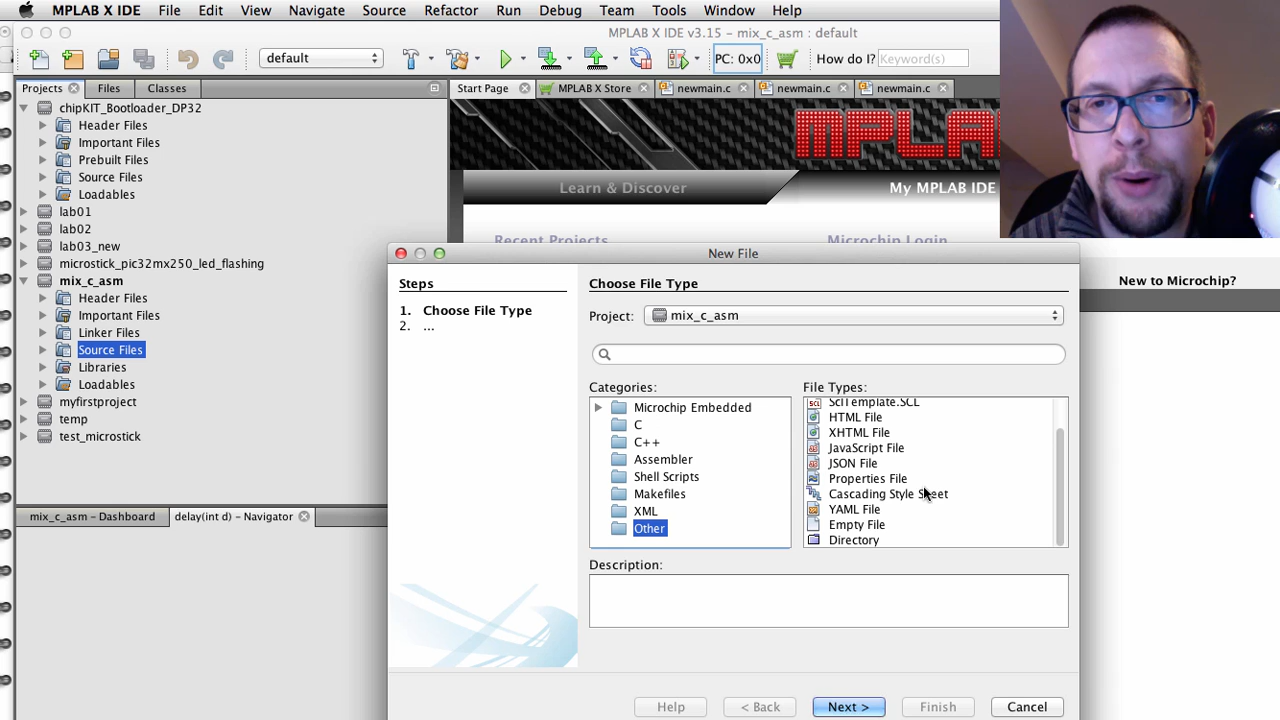 MPLAB X IDE File Edit View Navigate Source Refactor Run Debug Team Tools Window Help
MPLAB X IDE v3.15 - mix_c_asm : default
default
PC: 0x0
How do I?
Keyword(s)
Projects
Files
Classes
Start Page
MPLAB X Store
newmain.c
newmain.c
newmain.c
chipKIT_Bootloader_DP32
Header Files
Important Files
Prebuilt Files
Source Files
Loadables
lab01
lab02
lab03_new
microstick_pic32mx250_led_flashing
mix_c_asm
Header Files
Important Files
Linker Files
Source Files
Libraries
Loadables
myfirstproject
temp
test_microstick
mix_c_asm - Dashboard
delay(int d) - Navigator
MPLA
Learn & Discover
My MPLAB IDE
Recent Projects
Microchip Login
New to Microchip?
New File
Steps
1. Choose File Type
2. ...
Choose File Type
Project:
mix_c_asm
Categories:
Microchip Embedded
C
C++
Assembler
Shell Scripts
Makefiles
XML
Other
File Types:
SclTemplate.SCL
HTML File
XHTML File
JavaScript File
JSON File
Properties File
Cascading Style Sheet
YAML File
Empty File
Directory
Description:
Help
< Back
Next >
Finish
Cancel